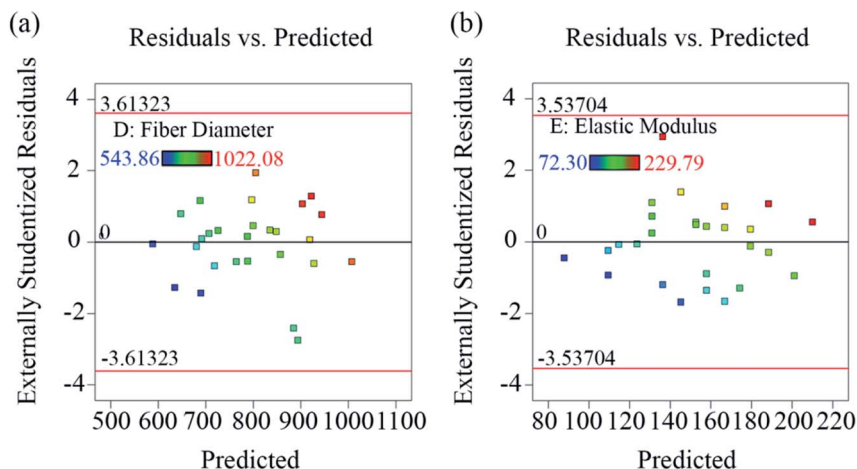 (a)
Residuals vs. Predicted
Externally Studentized Residuals
4
3.61323
D: Fiber Diameter
543.86 1022.08
2
0
0
-2
-3.61323
-4
500 600 700 800 900 1000 1100
Predicted
(b)
Residuals vs. Predicted
Externally Studentized Residuals
4
3.53704
E: Elastic Modulus
72.30 229.79
2
0
0
-2
-3.53704
-4
80 100 120 140 160 180 200 220
Predicted